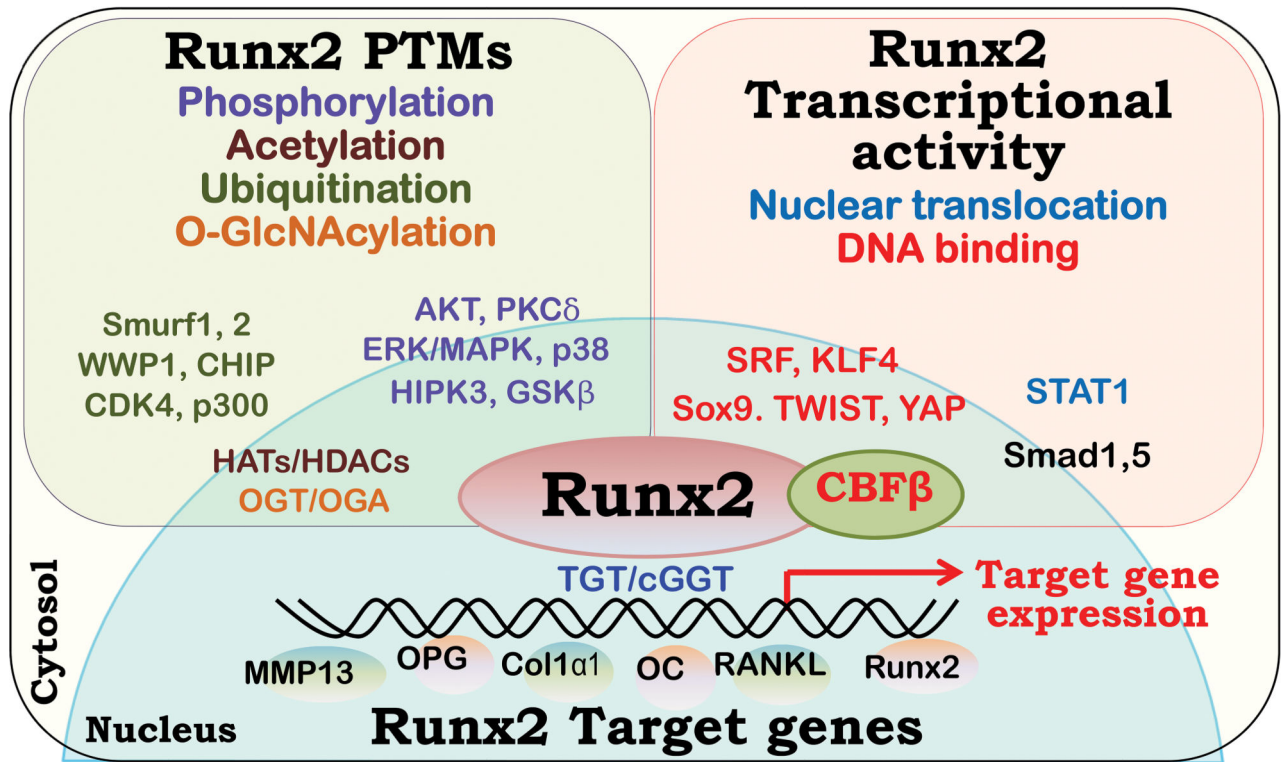 Runx2 PTMs
Phosphorylation
Acetylation
Ubiquitination
O-GlcNAcylation
Smurf1, 2
WWP1, CHIP
CDK4, p300
AKT, PKCδ
ERK/MAPK, p38
HIPK3, GSKβ
HATs/HDACs
OGT/OGA
Runx2
Transcriptional
activity
Nuclear translocation
DNA binding
SRF, KLF4
Sox9. TWIST, YAP
STAT1
Smad1,5
Runx2
CBFβ
TGT/cGGT
Target gene
expression
MMP13
OPG
Col1α1
OC
RANKL
Runx2
Cytosol
Nucleus
Runx2 Target genes